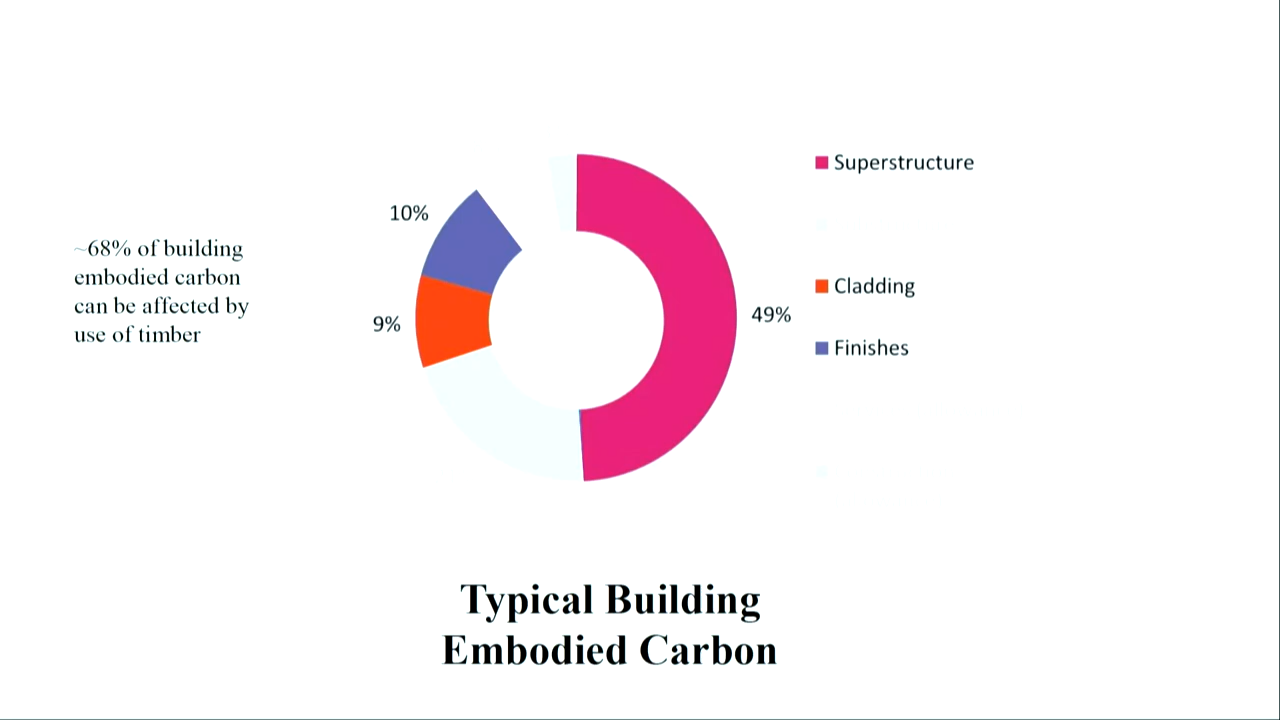 ~68% of building
embodied carbon
can be affected by
use of timber
10%
9%
49%
Superstructure
Cladding
Finishes
Typical Building
Embodied Carbon